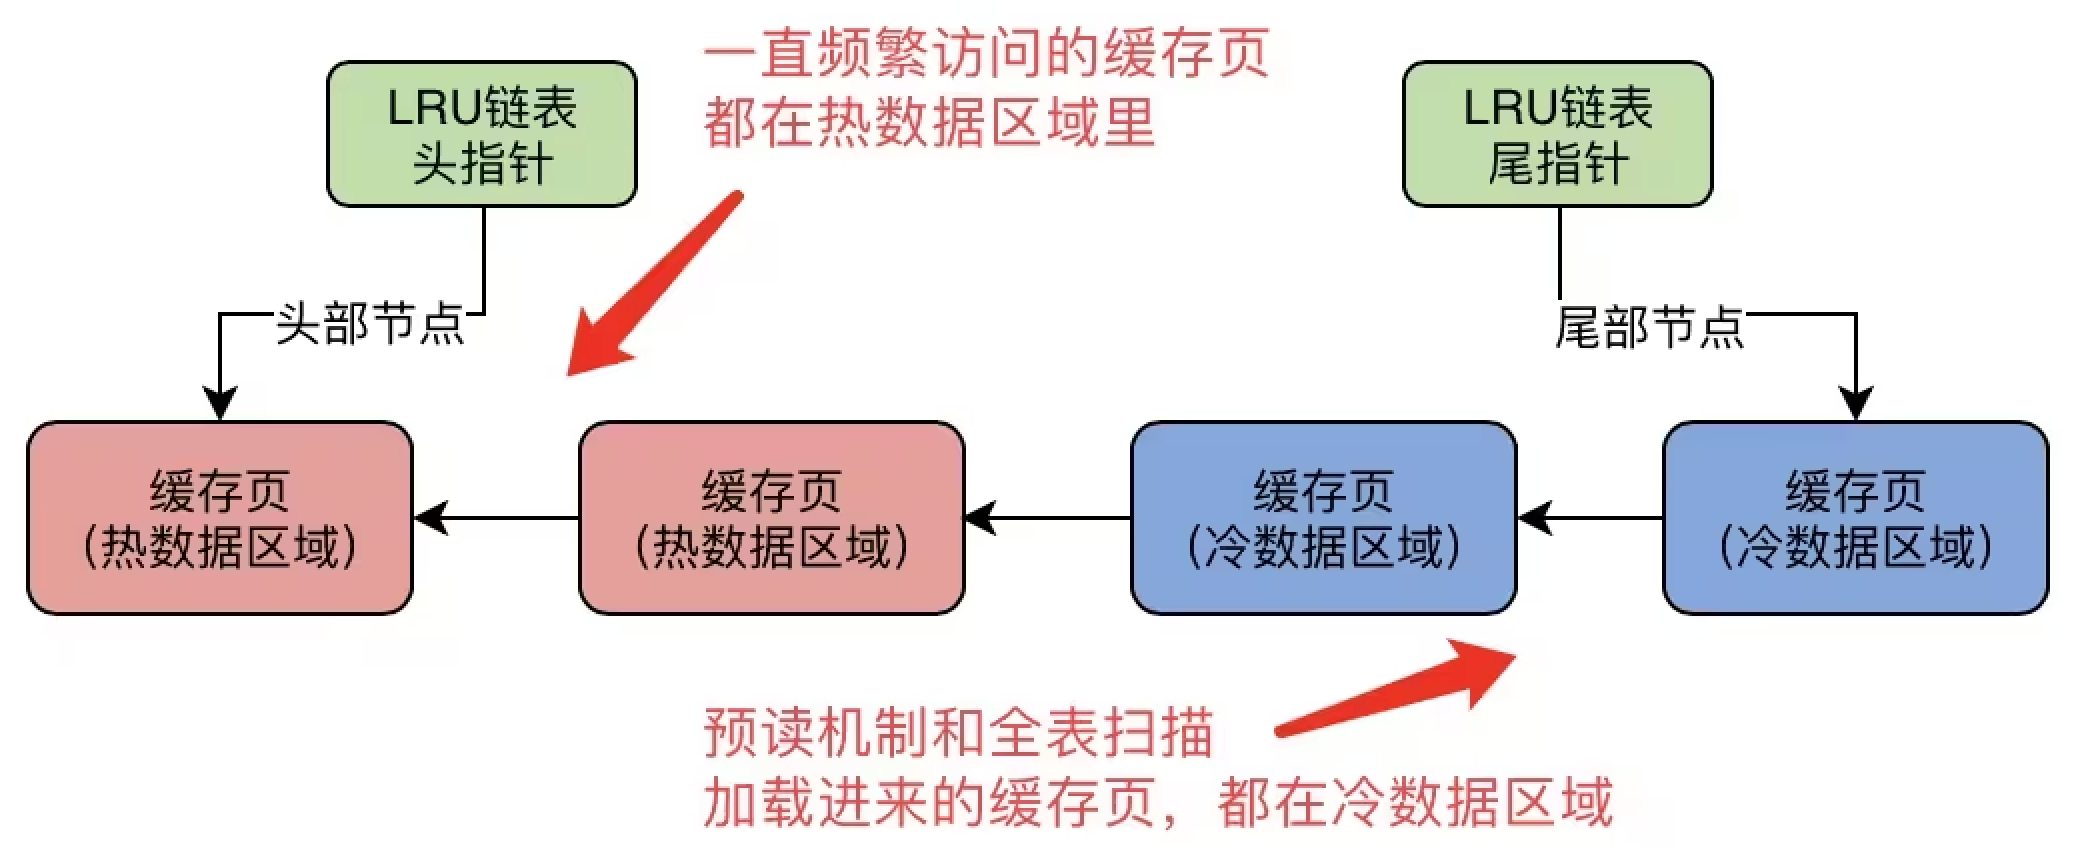 一直频繁访问的缓存页
都在热数据区域里
LRU链表
头指针
LRU链表
尾指针
头部节点
尾部节点
缓存页
(热数据区域)
缓存页
(热数据区域)
缓存页
(冷数据区域)
缓存页
(冷数据区域)
预读机制和全表扫描
加载进来的缓存页，都在冷数据区域